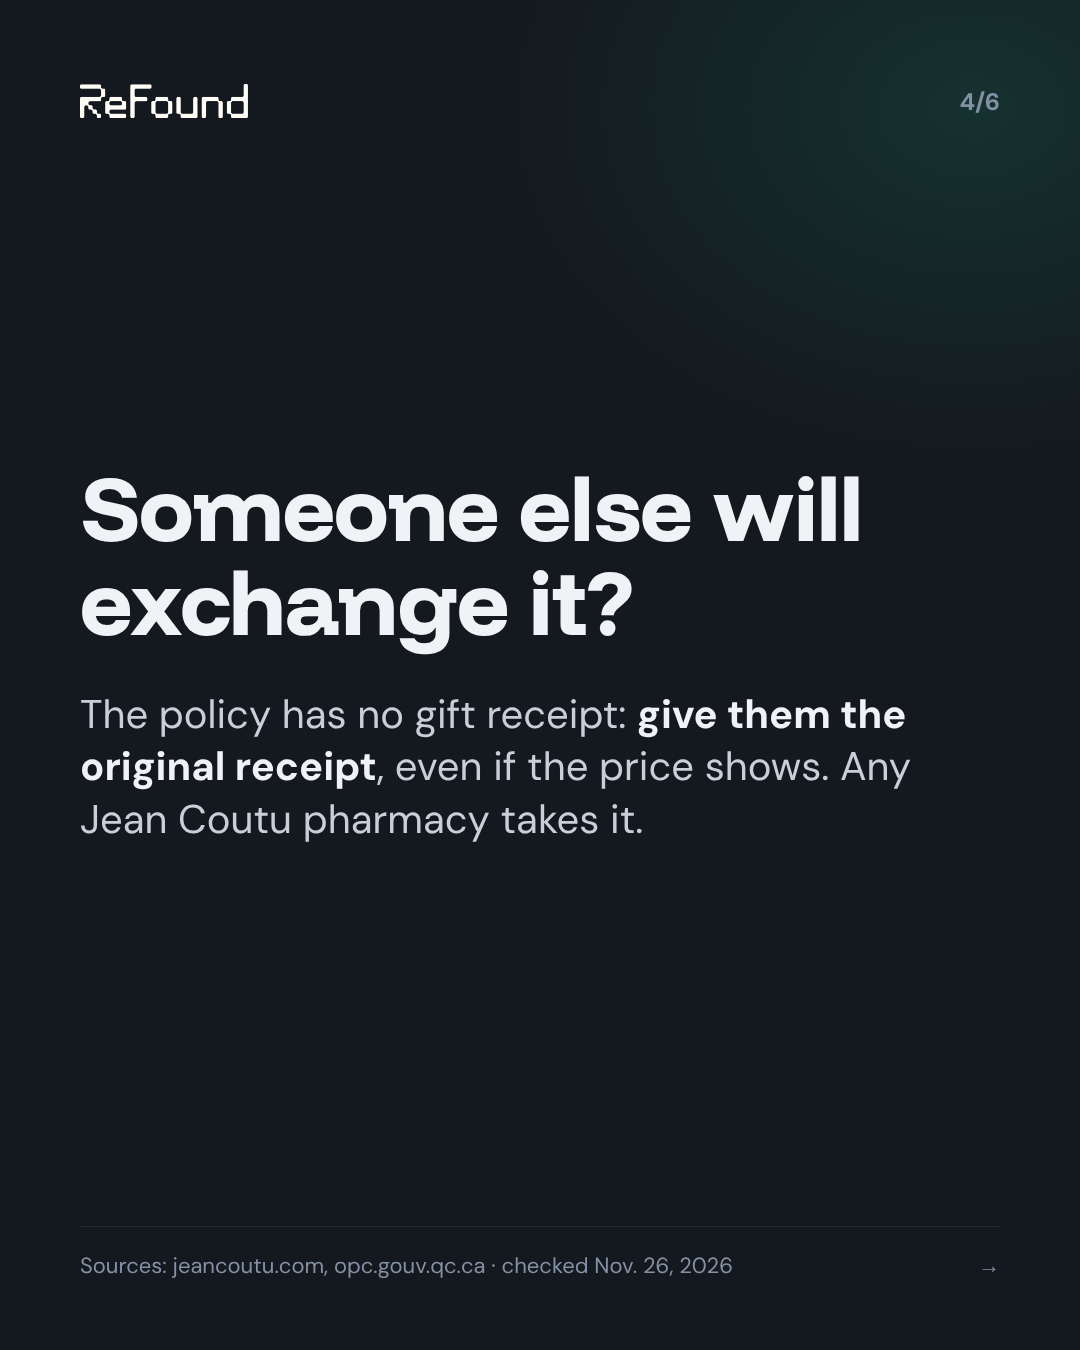 ReFound
4/6
Someone else will
exchange it?
The policy has no gift receipt: give them the
original receipt, even if the price shows. Any
Jean Coutu pharmacy takes it.
Sources: jeancoutu.com, opc.gouv.qc.ca · checked Nov. 26, 2026
→